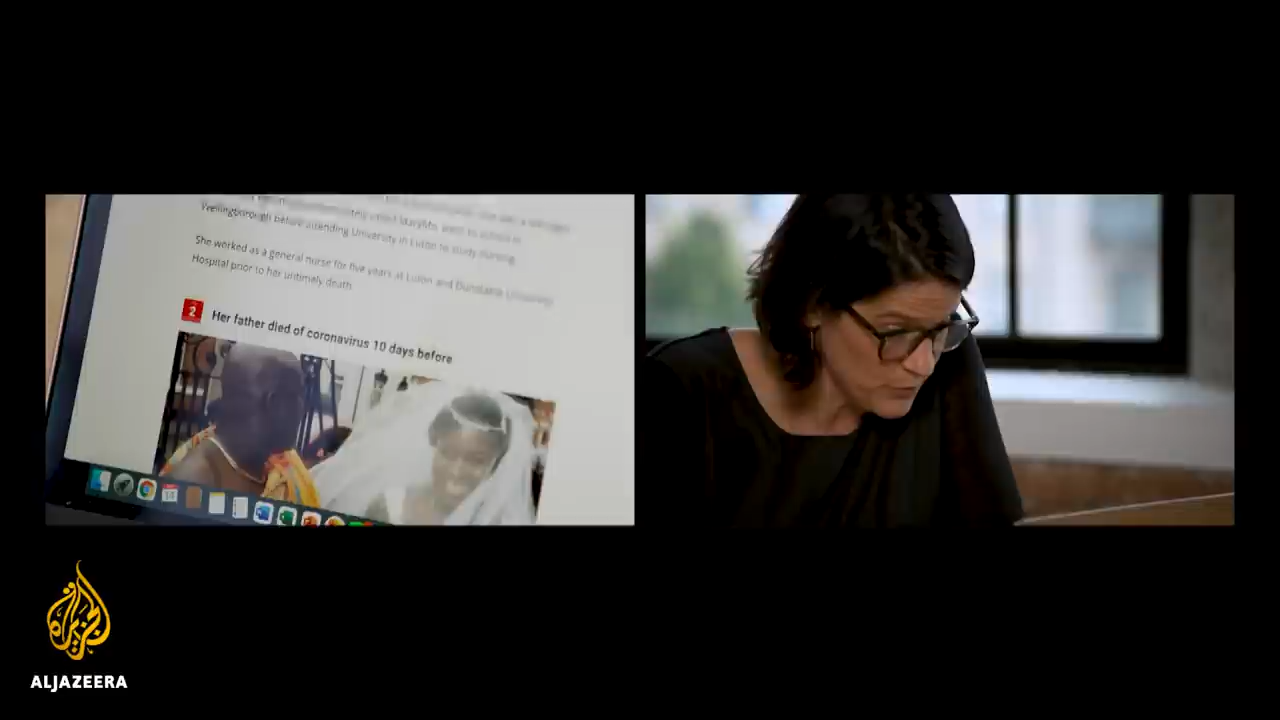 Wellingborough before attending University in Luton to study nursing.
She worked as a general nurse for five years at Luton and Dunstable University
Hospital prior to her untimely death.
2
Her father died of coronavirus 10 days before
14
ALJAZEERA